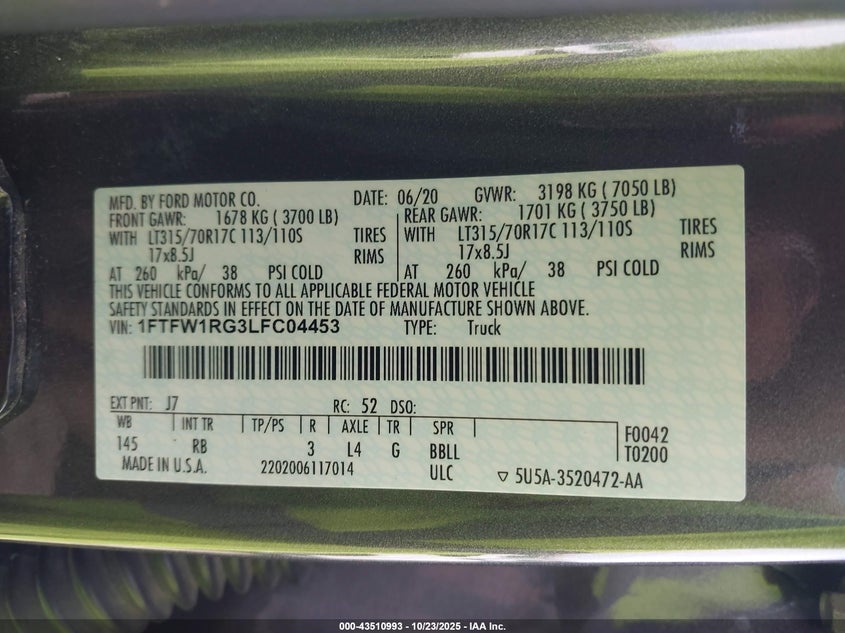 MFD. BY FORD MOTOR CO. DATE: 06/20 GVWR: 3198 KG ( 7050 LB)
FRONT GAWR: 1678 KG ( 3700 LB) REAR GAWR: 1701 KG ( 3750 LB)
WITH LT315/70R17C 113/110S TIRES WITH LT315/70R17C 113/110S TIRES
17x8.5J RIMS 17x8.5J RIMS
AT 260 kPa/ 38 PSI COLD AT 260 kPa/ 38 PSI COLD
THIS VEHICLE CONFORMS TO ALL APPLICABLE FEDERAL MOTOR VEHICLE
SAFETY STANDARDS IN EFFECT ON THE DATE OF MANUFACTURE SHOWN ABOVE.
VIN: 1FTFW1RG3LFC04453 TYPE: Truck
EXT PNT: J7 RC: 52 DSO:
WB INT TR TP/PS R AXLE TR SPR
145 RB 3 L4 G BBLL F0042
MADE IN U.S.A. 2202006117014 ULC T0200
5U5A-3520472-AA
000-43510993 - 10/23/2025 - IAA Inc.